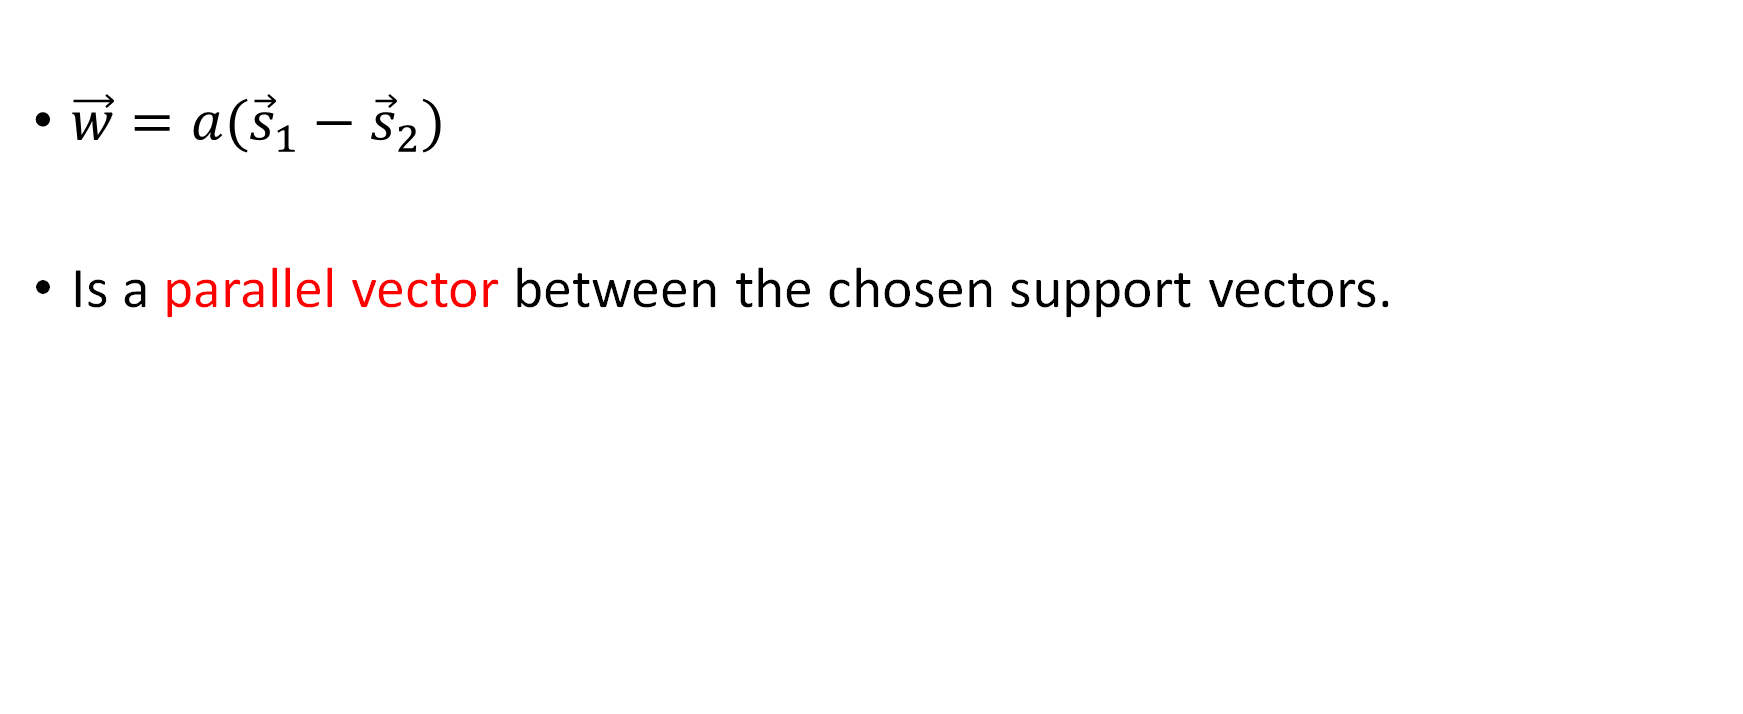 • w⃗ = a(s⃗₁ − s⃗₂)
• Is a parallel vector between the chosen support vectors.